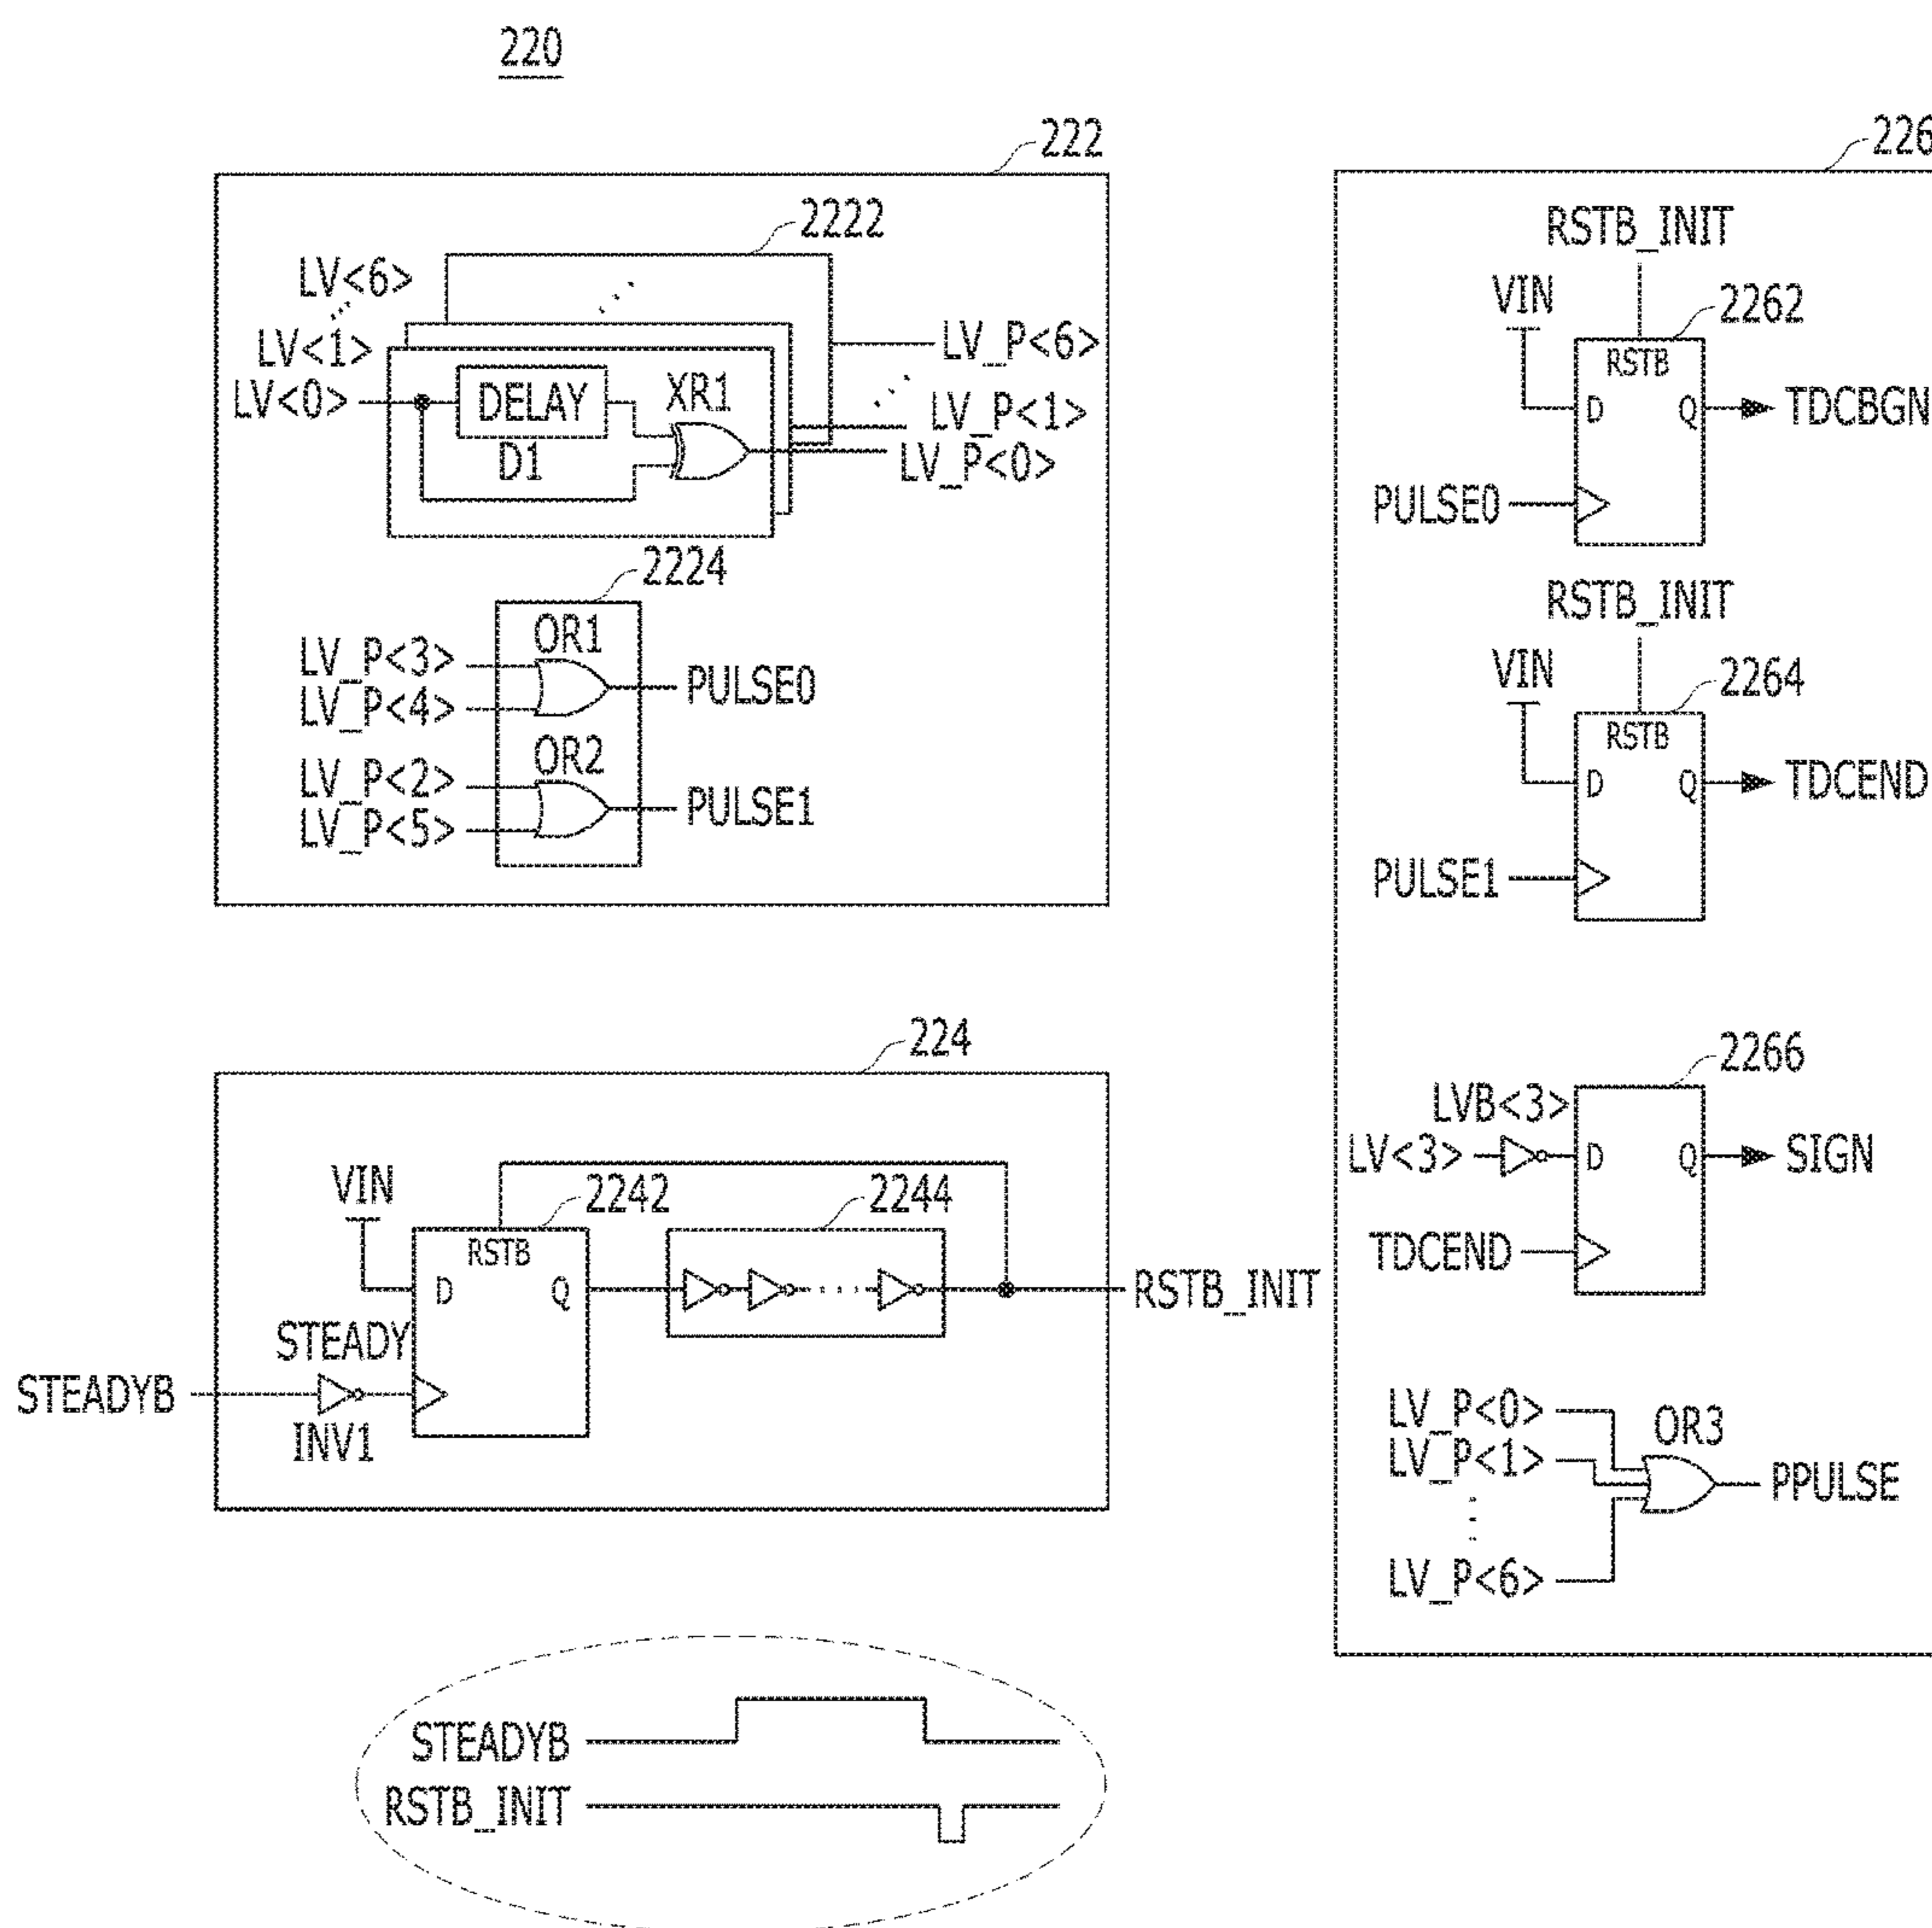 220
222
2222
LV<6>
LV<1>
LV<0>
DELAY
D1
XR1
LV_P<6>
LV_P<1>
LV_P<0>
2224
OR1
LV_P<3>
LV_P<4>
PULSE0
OR2
LV_P<2>
LV_P<5>
PULSE1
224
VIN
2242
RSTB
D
Q
2244
RSTB_INIT
STEADY
STEADYB
INV1
STEADYB
RSTB_INIT
226
RSTB_INIT
VIN
2262
RSTB
D
Q
TDCBGN
PULSE0
RSTB_INIT
VIN
2264
RSTB
D
Q
TDCEND
PULSE1
2266
LVB<3>
LV<3>
D
Q
SIGN
TDCEND
LV_P<0>
LV_P<1>
LV_P<6>
OR3
PPULSE